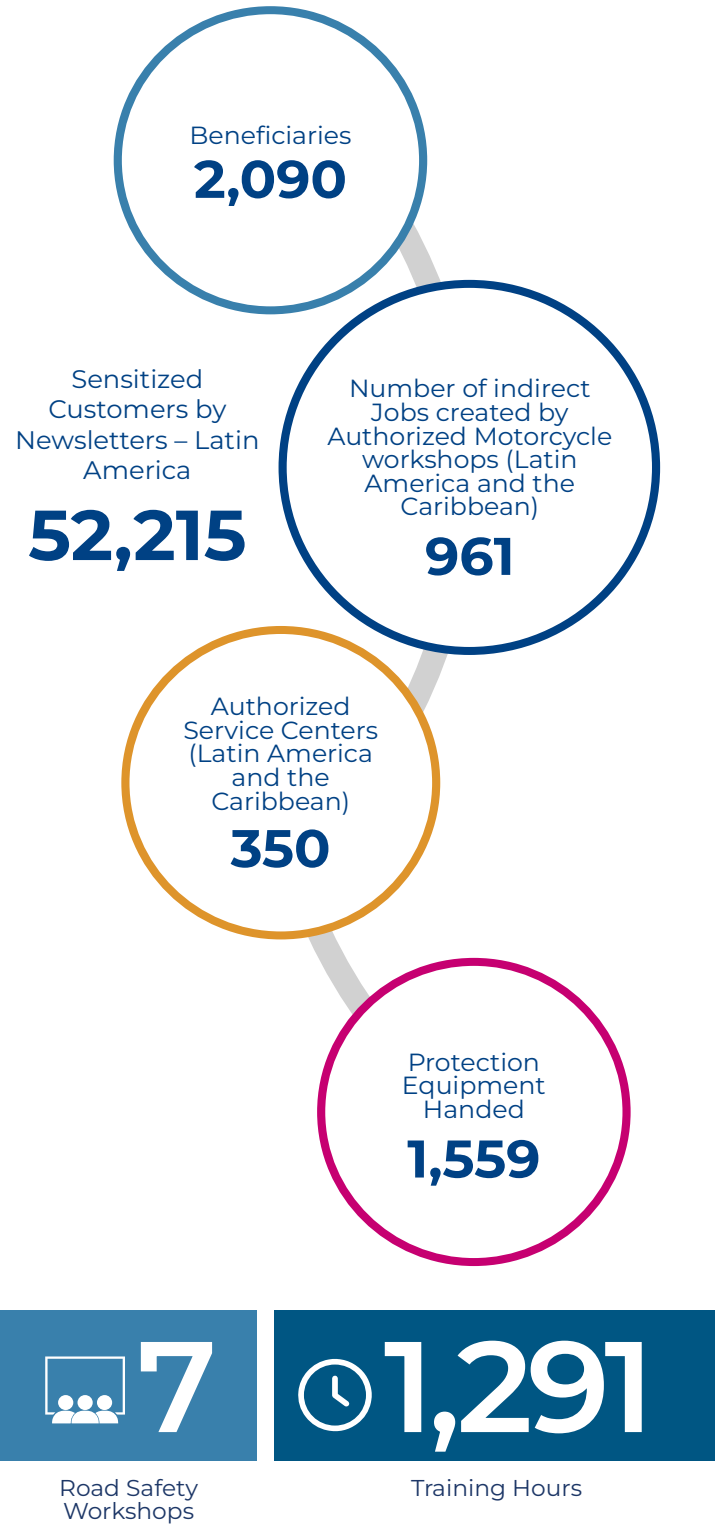 Beneficiaries
2,090
Sensitized
Customers by
Newsletters – Latin
America
52,215
Number of indirect
Jobs created by
Authorized Motorcycle
workshops (Latin
America and the
Caribbean)
961
Authorized
Service Centers
(Latin America
and the
Caribbean)
350
Protection
Equipment
Handed
1,559
7
Road Safety
Workshops
1,291
Training Hours